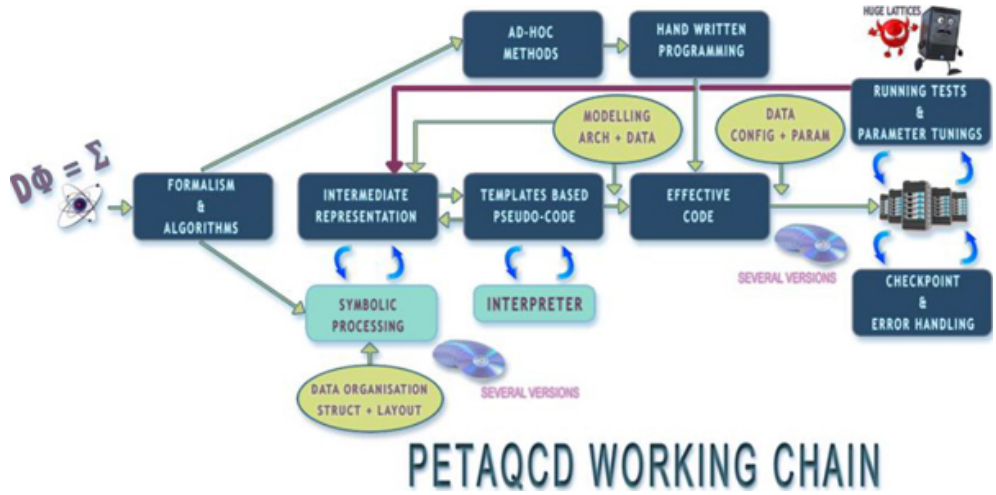 HUGE LATTICES
AD-HOC
METHODS
HAND WRITTEN
PROGRAMMING
RUNNING TESTS
&
PARAMETER TUNINGS
MODELLING
ARCH + DATA
DATA
CONFIG + PARAM
DΦ = Σ
FORMALISM
&
ALGORITHMS
INTERMEDIATE
REPRESENTATION
TEMPLATES BASED
PSEUDO-CODE
EFFECTIVE
CODE
SEVERAL VERSIONS
SYMBOLIC
PROCESSING
INTERPRETER
CHECKPOINT
&
ERROR HANDLING
DATA ORGANISATION
STRUCT + LAYOUT
SEVERAL VERSIONS
PETAQCD WORKING CHAIN